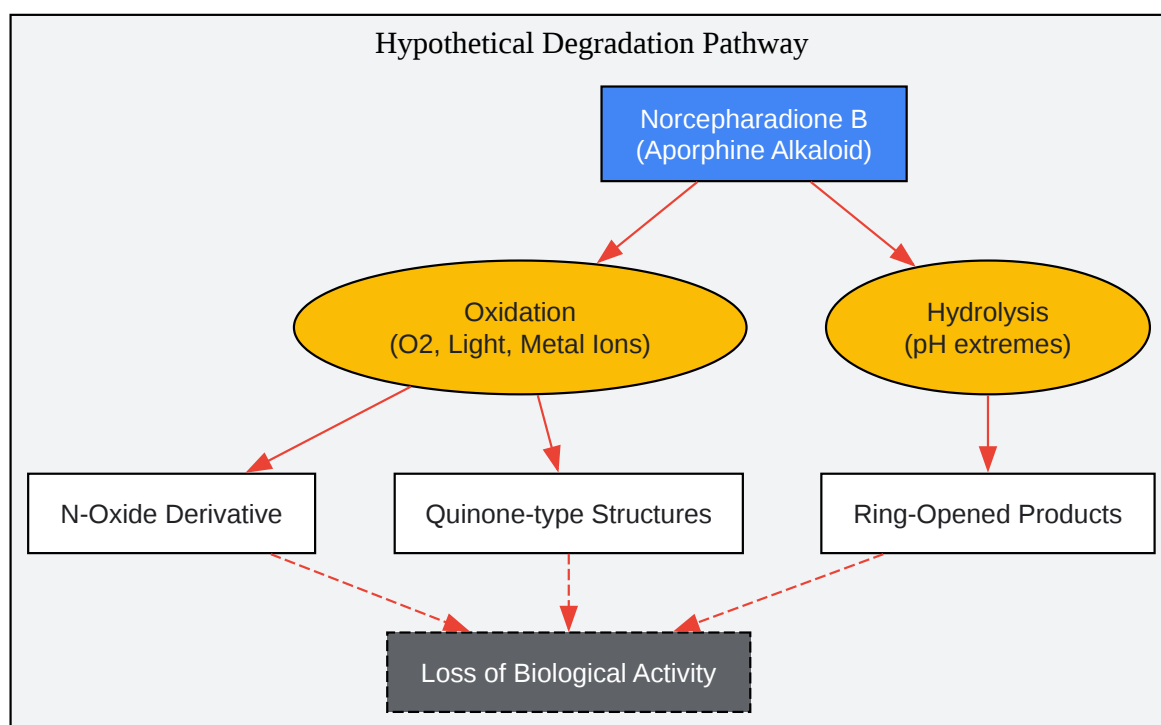 Hypothetical Degradation Pathway
Norcepharadione B
(Aporphine Alkaloid)
Oxidation
(O2, Light, Metal Ions)
Hydrolysis
(pH extremes)
N-Oxide Derivative
Quinone-type Structures
Ring-Opened Products
Loss of Biological Activity